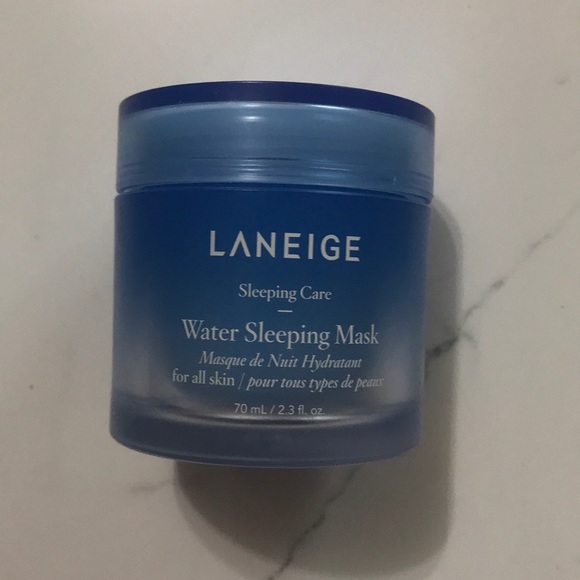 LANEIGE
Sleeping Care
Water Sleeping Mask
Masque de Nuit Hydratant
for all skin / pour tous types de peaux
70 mL / 2.3 fl. oz.